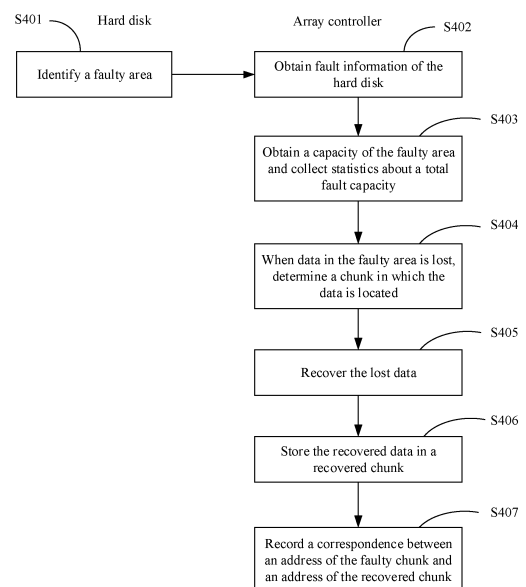 S401
Hard disk
Array controller
S402
Identify a faulty area
Obtain fault information of the
hard disk
S403
Obtain a capacity of the faulty area
and collect statistics about a total
fault capacity
S404
When data in the faulty area is lost,
determine a chunk in which the
data is located
S405
Recover the lost data
S406
Store the recovered data in a
recovered chunk
S407
Record a correspondence between
an address of the faulty chunk and
an address of the recovered chunk